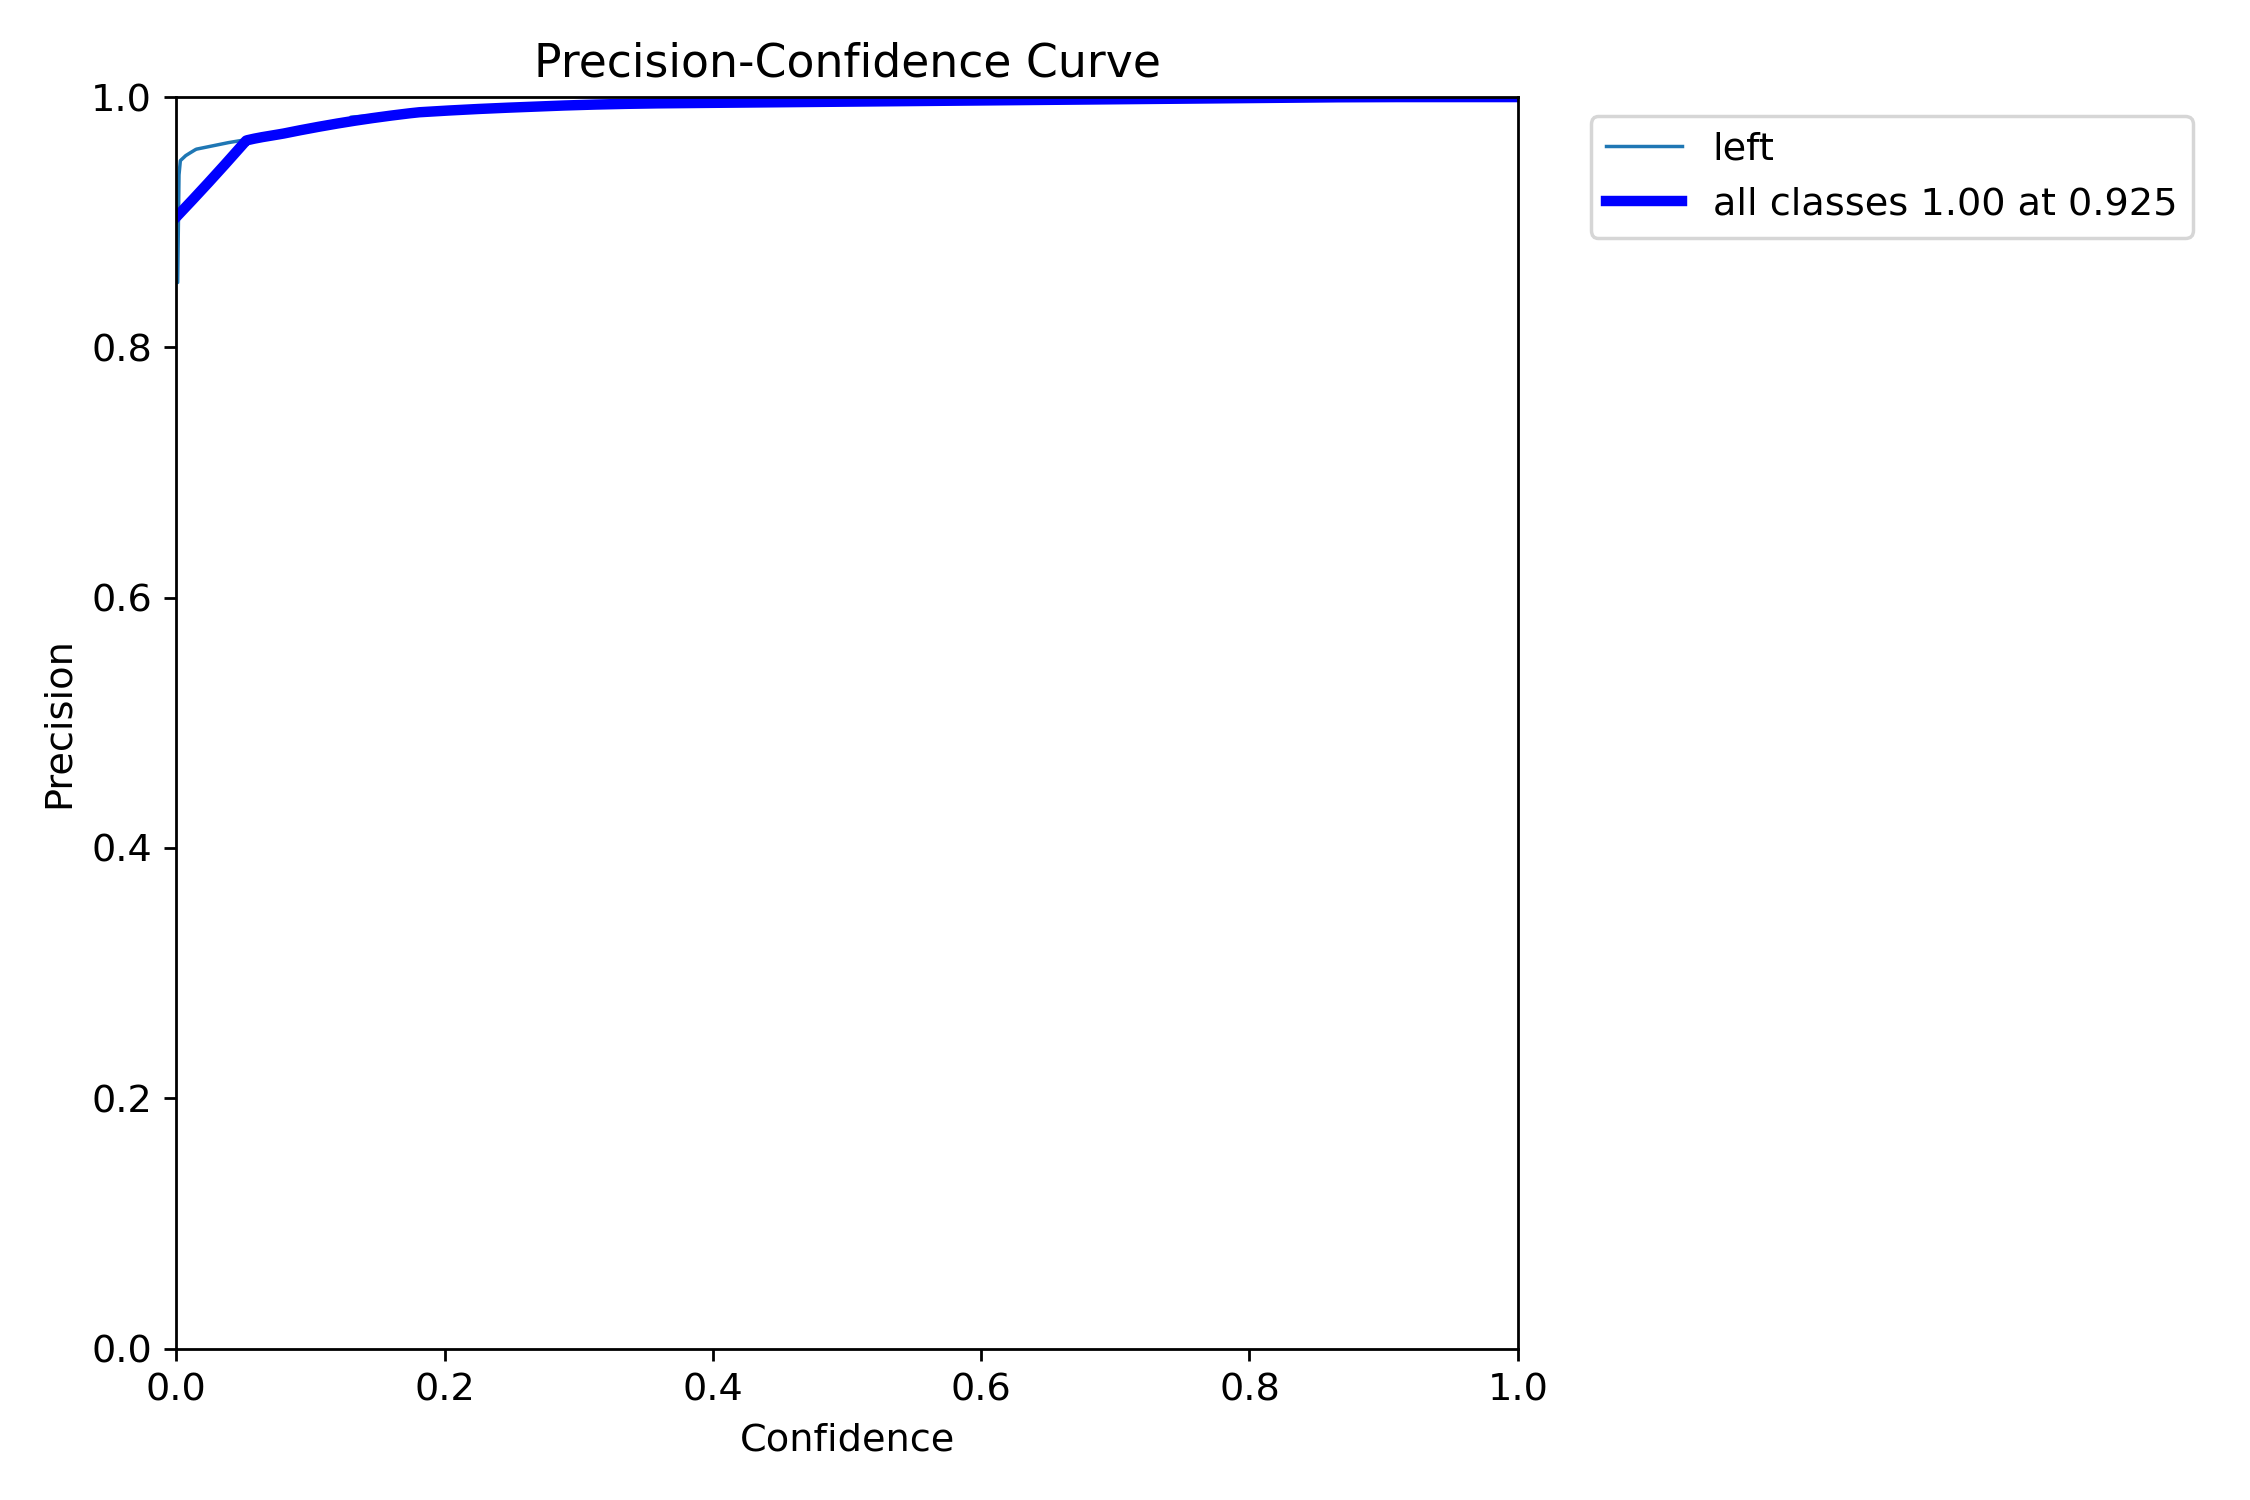 Precision-Confidence Curve
1.0
0.8
0.6
0.4
0.2
0.0
Precision
0.0 0.2 0.4 0.6 0.8 1.0
Confidence
left
all classes 1.00 at 0.925